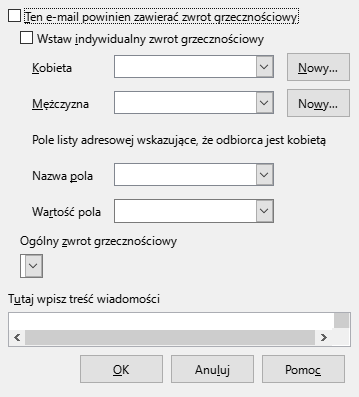 Ten e-mail powinien zawierać zwrot grzecznościowy
Wstaw indywidualny zwrot grzecznościowy
Kobieta
Nowy...
Mężczyzna
Nowy...
Pole listy adresowej wskazujące, że odbiorca jest kobietą
Nazwa pola
Wartość pola
Ogólny zwrot grzecznościowy
Tutaj wpisz treść wiadomości
OK
Anuluj
Pomoc